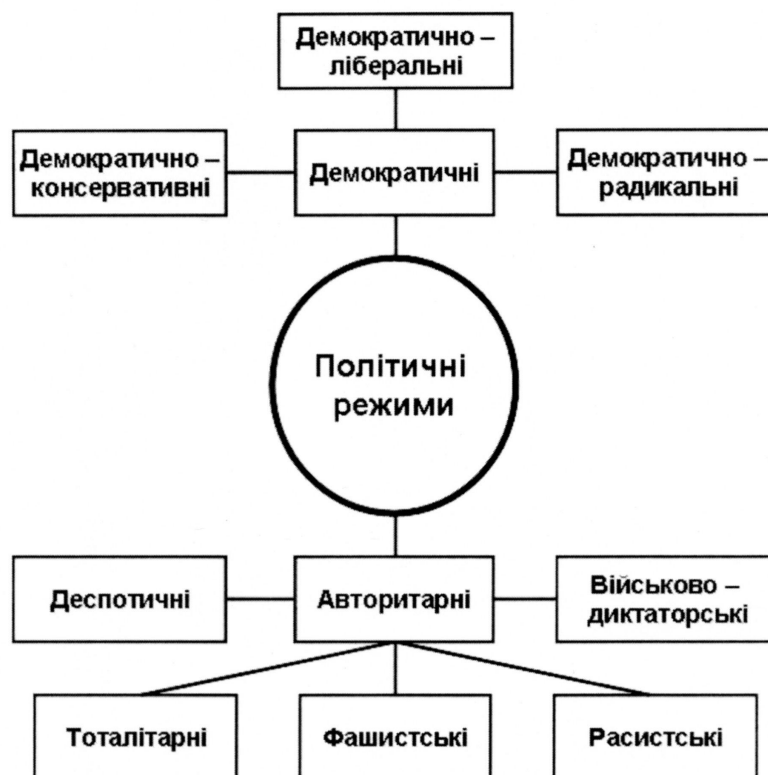 Демократично –
ліберальні
Демократично –
консервативні
Демократичні
Демократично –
радикальні
Політичні
режими
Деспотичні
Авторитарні
Військово –
диктаторські
Тоталітарні
Фашистські
Расистські